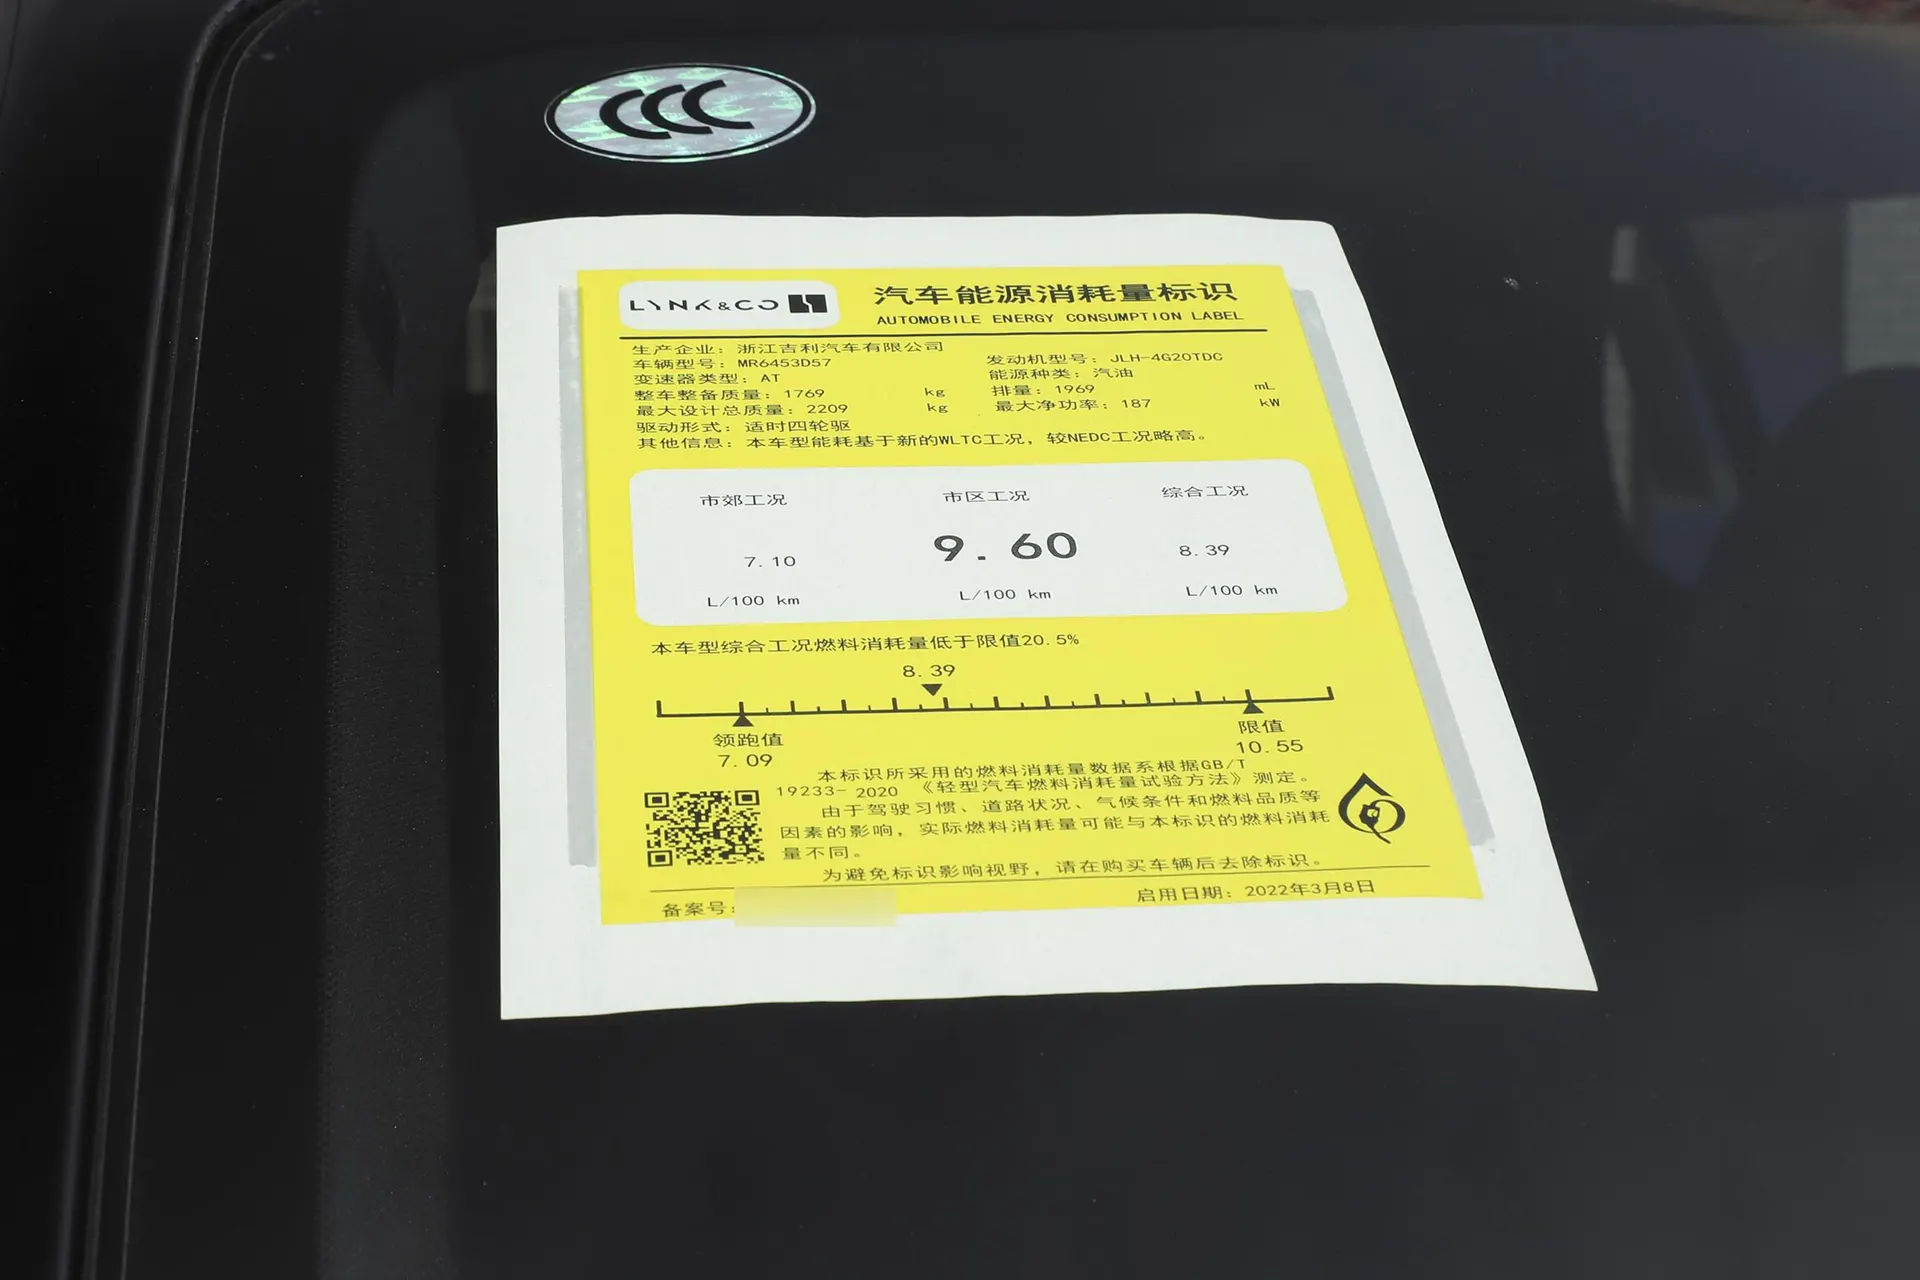 CCC
LYNK&CO
汽车能源消耗量标识
AUTOMOBILE ENERGY CONSUMPTION LABEL
生产企业：浙江吉利汽车有限公司
车辆型号：MR6453D57
发动机型号：JLH-4G20TDC
变速器类型：AT
能源种类：汽油
整车整备质量：1769 kg
排量：1969 mL
最大设计总质量：2209 kg
最大净功率：187 kW
驱动形式：适时四轮驱
其他信息：本车型能耗基于新的WLTC工况，较NEDC工况略高。
市郊工况 市区工况 综合工况
7.10 9.60 8.39
L/100 km L/100 km L/100 km
本车型综合工况燃料消耗量低于限值20.5%
8.39
领跑值 限值
7.09 10.55
本标识所采用的燃料消耗量数据系根据GB/T
19233-2020 《轻型汽车燃料消耗量试验方法》测定。
由于驾驶习惯、道路状况、气候条件和燃料品质等
因素的影响，实际燃料消耗量可能与本标识的燃料消耗
量不同。
为避免标识影响视野，请在购买车辆后去除标识。
备案号： 启用日期：2022年3月8日